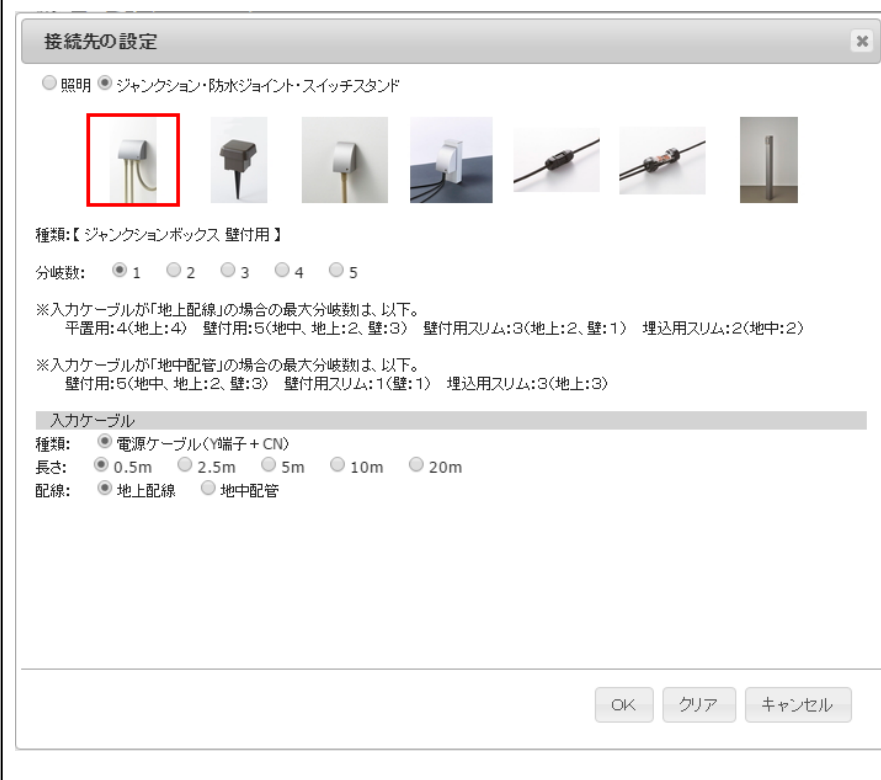 接続先の設定
照明 ジャンクション・防水ジョイント・スイッチスタンド
種類:【 ジャンクションボックス 壁付用 】
分岐数: 1 2 3 4 5
※入力ケーブルが「地上配線」の場合の最大分岐数は、以下。
平置用:4(地上:4) 壁付用:5(地中、地上:2、壁:3) 壁付用スリム:3(地上:2、壁:1) 埋込用スリム:2(地中:2)
※入力ケーブルが「地中配管」の場合の最大分岐数は、以下。
壁付用:5(地中、地上:2、壁:3) 壁付用スリム:1(壁:1) 埋込用スリム:3(地上:3)
入力ケーブル
種類: 電源ケーブル(Y端子+CN)
長さ: 0.5m 2.5m 5m 10m 20m
配線: 地上配線 地中配管
OK クリア キャンセル